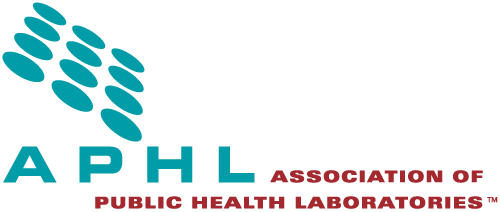 APHL ASSOCIATION OF
PUBLIC HEALTH LABORATORIES™